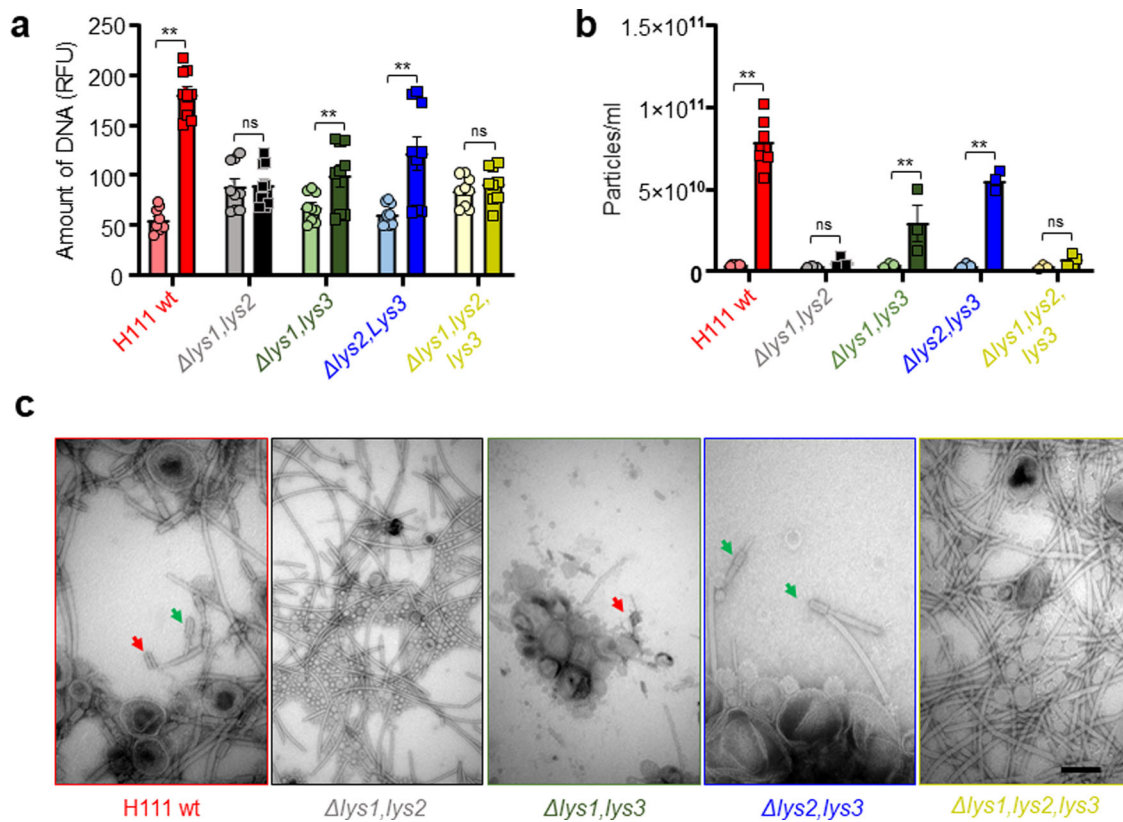 a
Amount of DNA (RFU)
250
200
150
100
50
0
**
ns
**
**
ns
H111 wt
Δlys1,lys2
Δlys1,lys3
Δlys2,Lys3
Δlys1,lys2,
lys3
b
Particles/ml
1.5×10¹¹
1×10¹¹
5×10¹⁰
0
**
ns
**
**
ns
H111 wt
Δlys1,lys2
Δlys1,lys3
Δlys2,lys3
Δlys1,lys2,
lys3
c
H111 wt
Δlys1,lys2
Δlys1,lys3
Δlys2,lys3
Δlys1,lys2,lys3